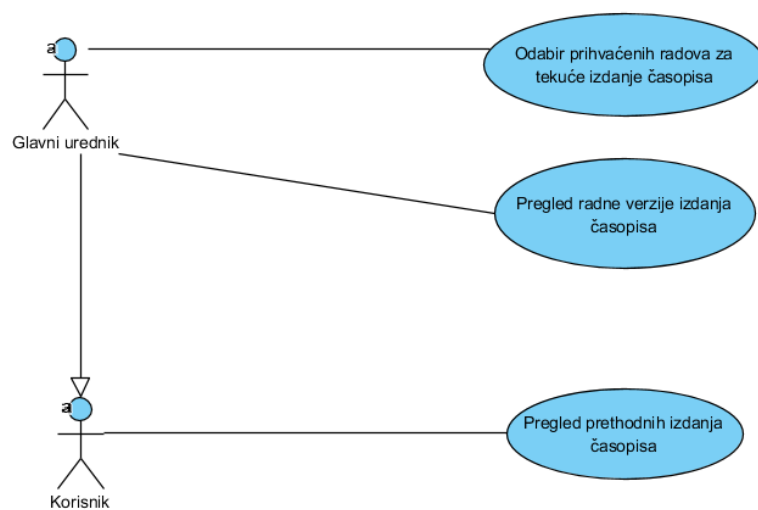 a
Odabir prihvaćenih radova za
tekuće izdanje časopisa
Glavni urednik
Pregled radne verzije izdanja
časopisa
a
Pregled prethodnih izdanja
časopisa
Korisnik